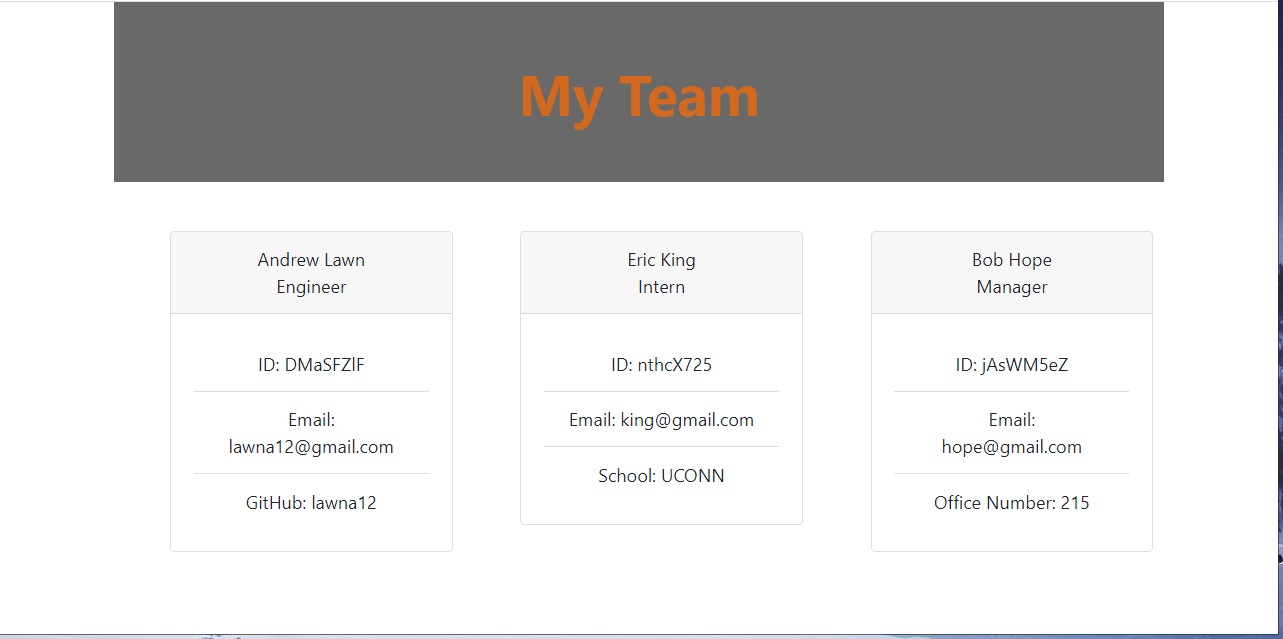 My Team
Andrew Lawn
Engineer
ID: DMaSFZlF
Email:
lawna12@gmail.com
GitHub: lawna12
Eric King
Intern
ID: nthcX725
Email: king@gmail.com
School: UCONN
Bob Hope
Manager
ID: jAsWM5eZ
Email:
hope@gmail.com
Office Number: 215